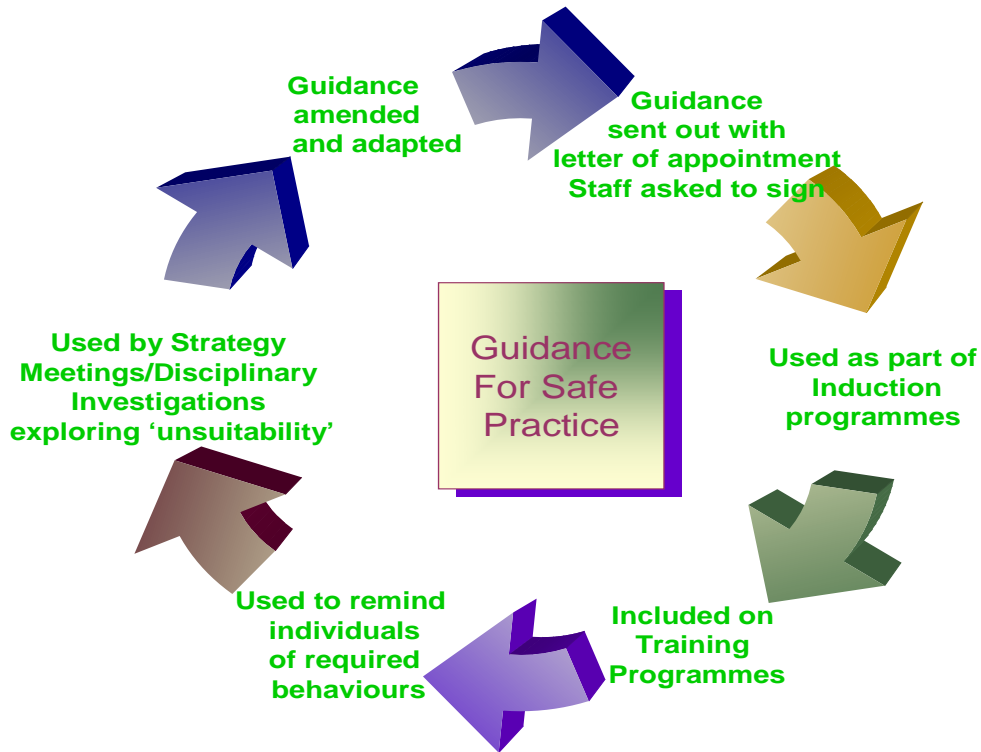 Guidance
amended
and adapted
Guidance
sent out with
letter of appointment
Staff asked to sign
Used as part of
Induction
programmes
Included on
Training
Programmes
Used to remind
individuals
of required
behaviours
Used by Strategy
Meetings/Disciplinary
Investigations
exploring ‘unsuitability’
Guidance
For Safe
Practice